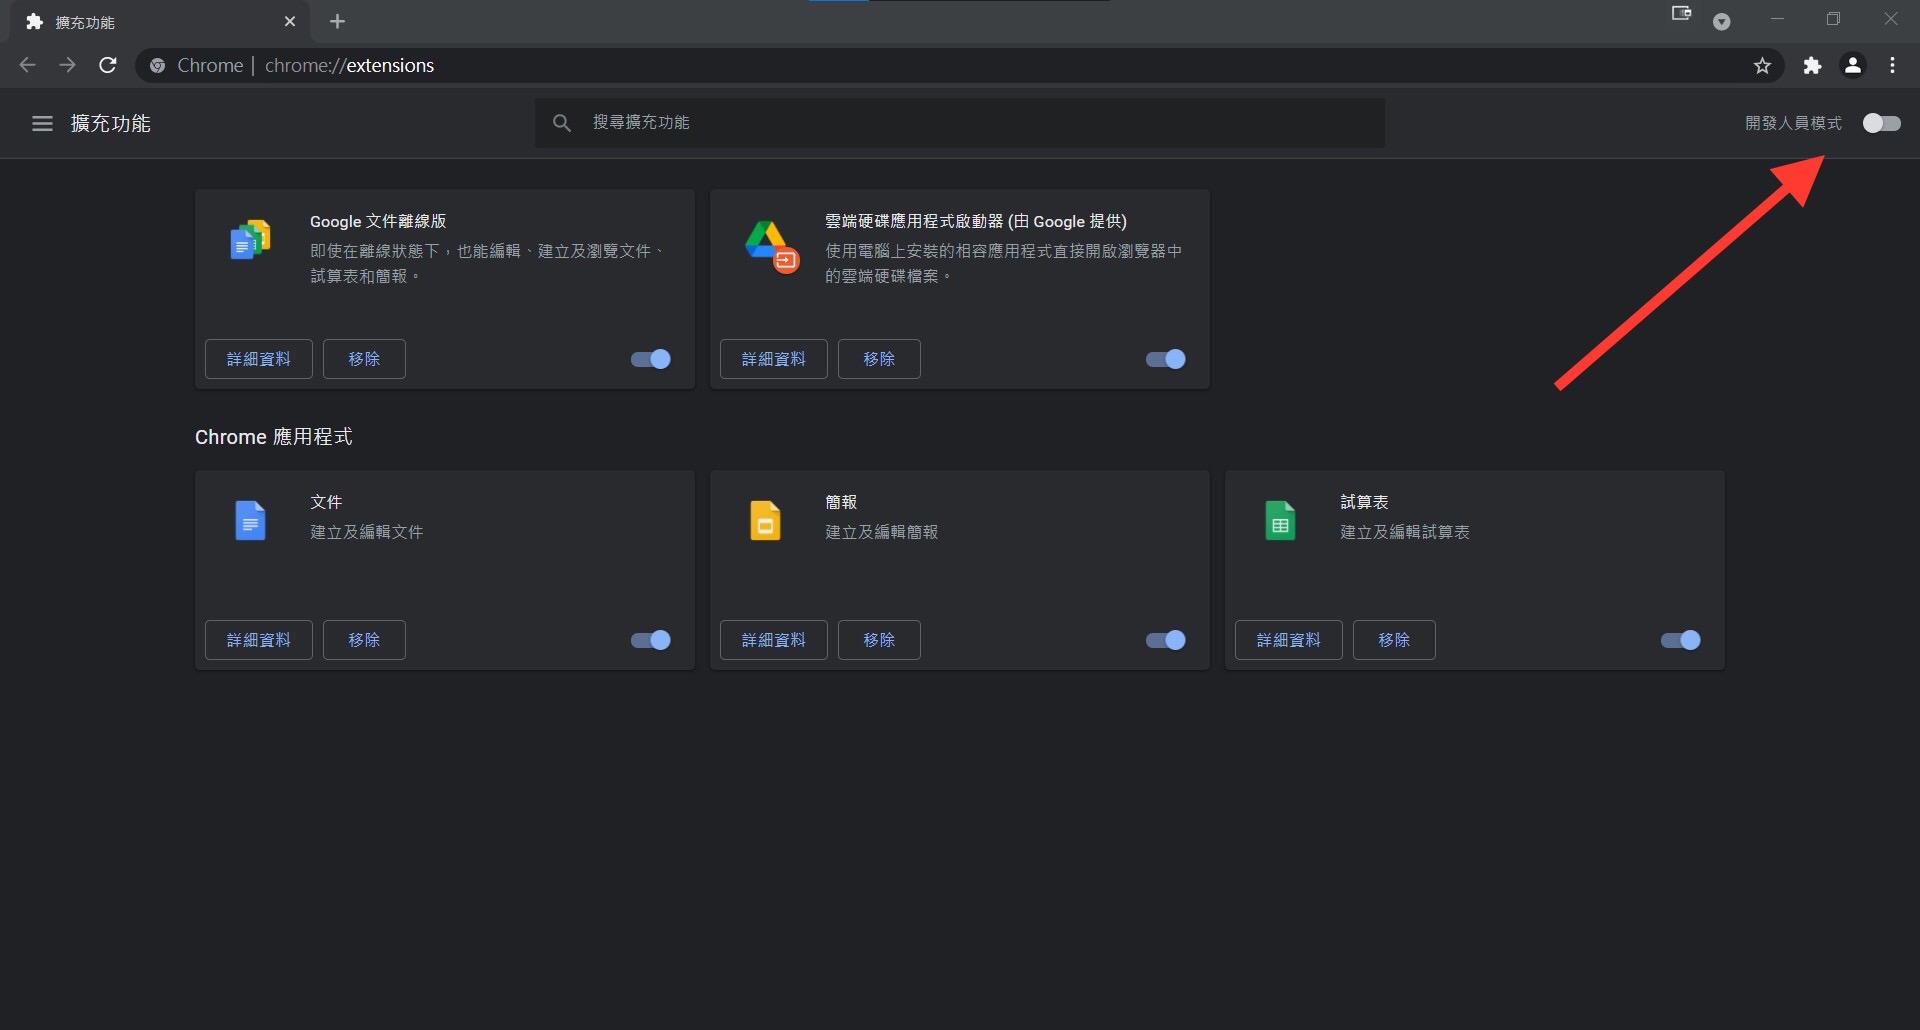 擴充功能
Chrome | chrome://extensions
擴充功能
搜尋擴充功能
開發人員模式
Google 文件離線版
即使在離線狀態下，也能編輯、建立及瀏覽文件、
試算表和簡報。
詳細資料
移除
雲端硬碟應用程式啟動器 (由 Google 提供)
使用電腦上安裝的相容應用程式直接開啟瀏覽器中
的雲端硬碟檔案。
詳細資料
移除
Chrome 應用程式
文件
建立及編輯文件
詳細資料
移除
簡報
建立及編輯簡報
詳細資料
移除
試算表
建立及編輯試算表
詳細資料
移除